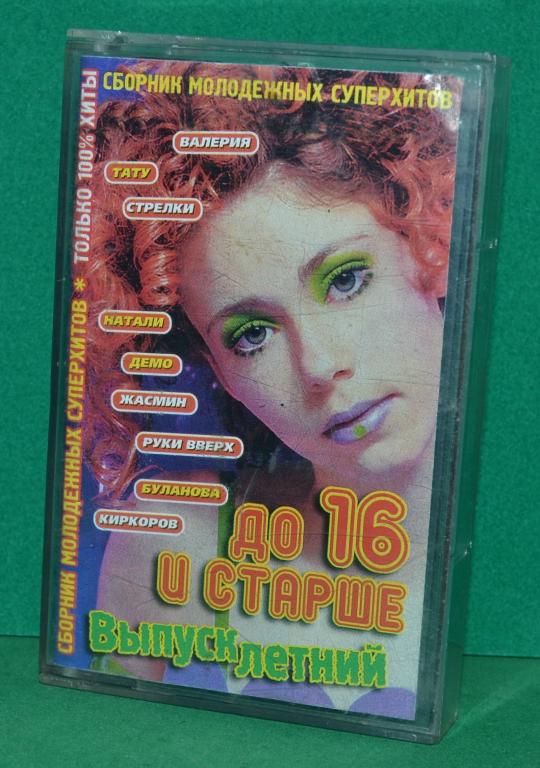 СБОРНИК МОЛОДЕЖНЫХ СУПЕРХИТОВ
СБОРНИК МОЛОДЕЖНЫХ СУПЕРХИТОВ * ТОЛЬКО 100% ХИТЫ
ВАЛЕРИЯ
ТАТУ
СТРЕЛКИ
НАТАЛИ
ДЕМО
ЖАСМИН
РУКИ ВВЕРХ
БУЛАНОВА
КИРКОРОВ
ДО 16
И СТАРШЕ
Выпуск летний